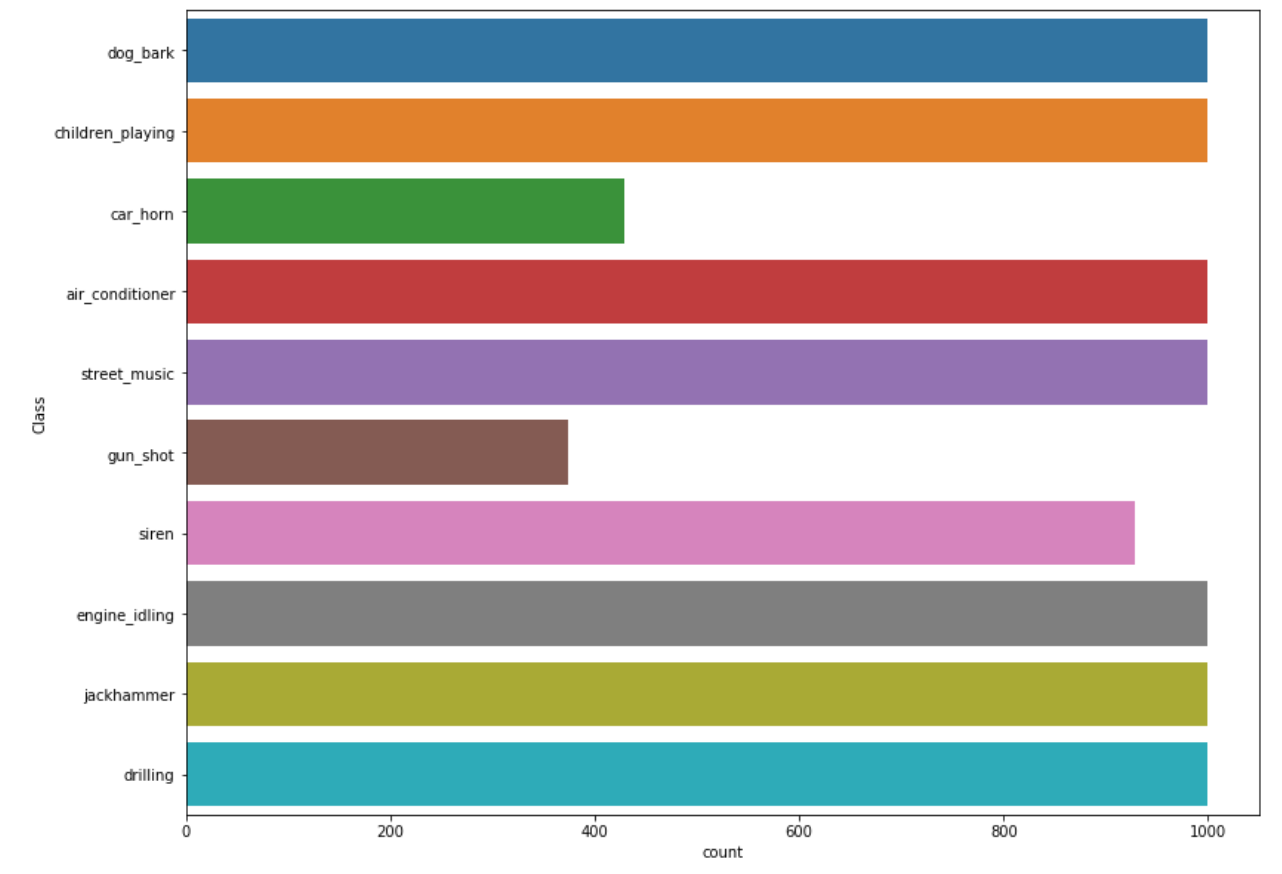 dog_bark
children_playing
car_horn
air_conditioner
street_music
Class
gun_shot
siren
engine_idling
jackhammer
drilling
0 200 400 600 800 1000
count